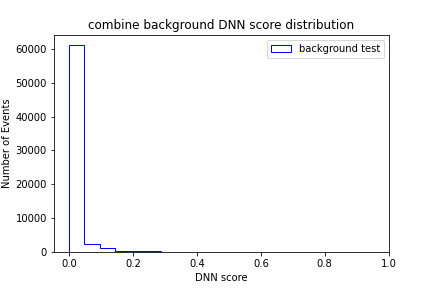 combine background DNN score distribution
background test
Number of Events
60000
50000
40000
30000
20000
10000
0
0.0 0.2 0.4 0.6 0.8 1.0
DNN score